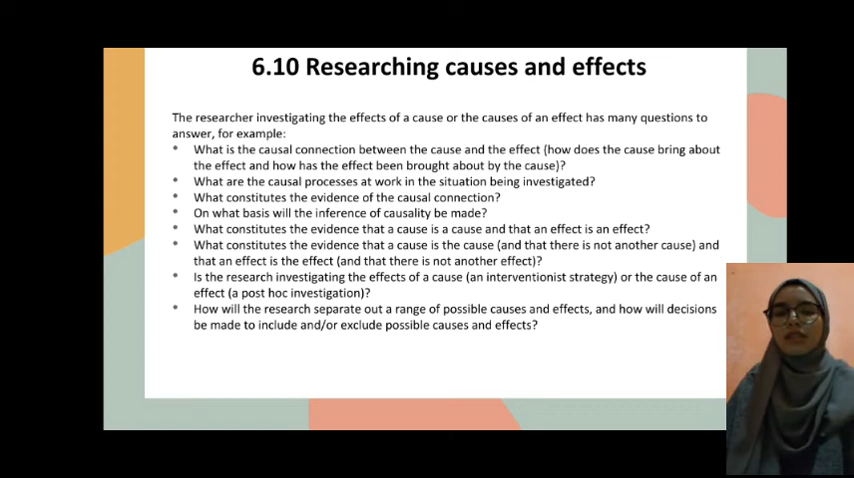 6.10 Researching causes and effects
The researcher investigating the effects of a cause or the causes of an effect has many questions to
answer, for example:
• What is the causal connection between the cause and the effect (how does the cause bring about
the effect and how has the effect been brought about by the cause)?
• What are the causal processes at work in the situation being investigated?
• What constitutes the evidence of the causal connection?
• On what basis will the inference of causality be made?
• What constitutes the evidence that a cause is a cause and that an effect is an effect?
• What constitutes the evidence that a cause is the cause (and that there is not another cause) and
that an effect is the effect (and that there is not another effect)?
• Is the research investigating the effects of a cause (an interventionist strategy) or the cause of an
effect (a post hoc investigation)?
• How will the research separate out a range of possible causes and effects, and how will decisions
be made to include and/or exclude possible causes and effects?